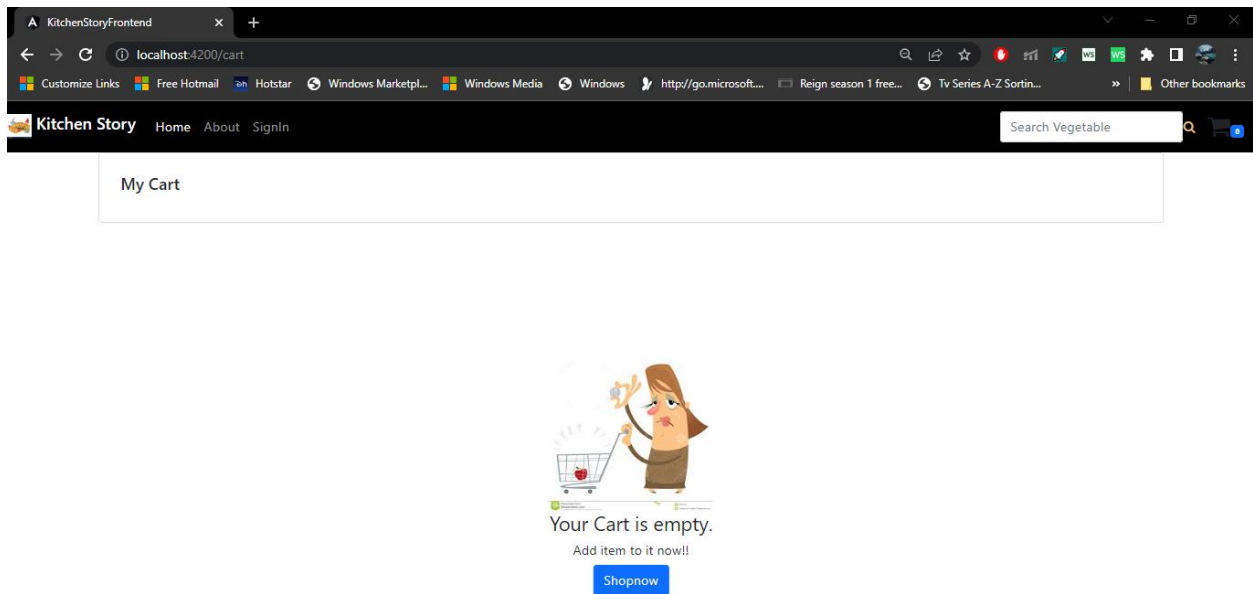 KitchenStoryFrontend
localhost:4200/cart
Customize Links Free Hotmail Hotstar Windows Marketpl... Windows Media Windows http://go.microsoft.... Reign season 1 free... Tv Series A-Z Sortin... » Other bookmarks
Kitchen Story Home About SignIn Search Vegetable 0
My Cart
Your Cart is empty.
Add item to it now!!
Shopnow